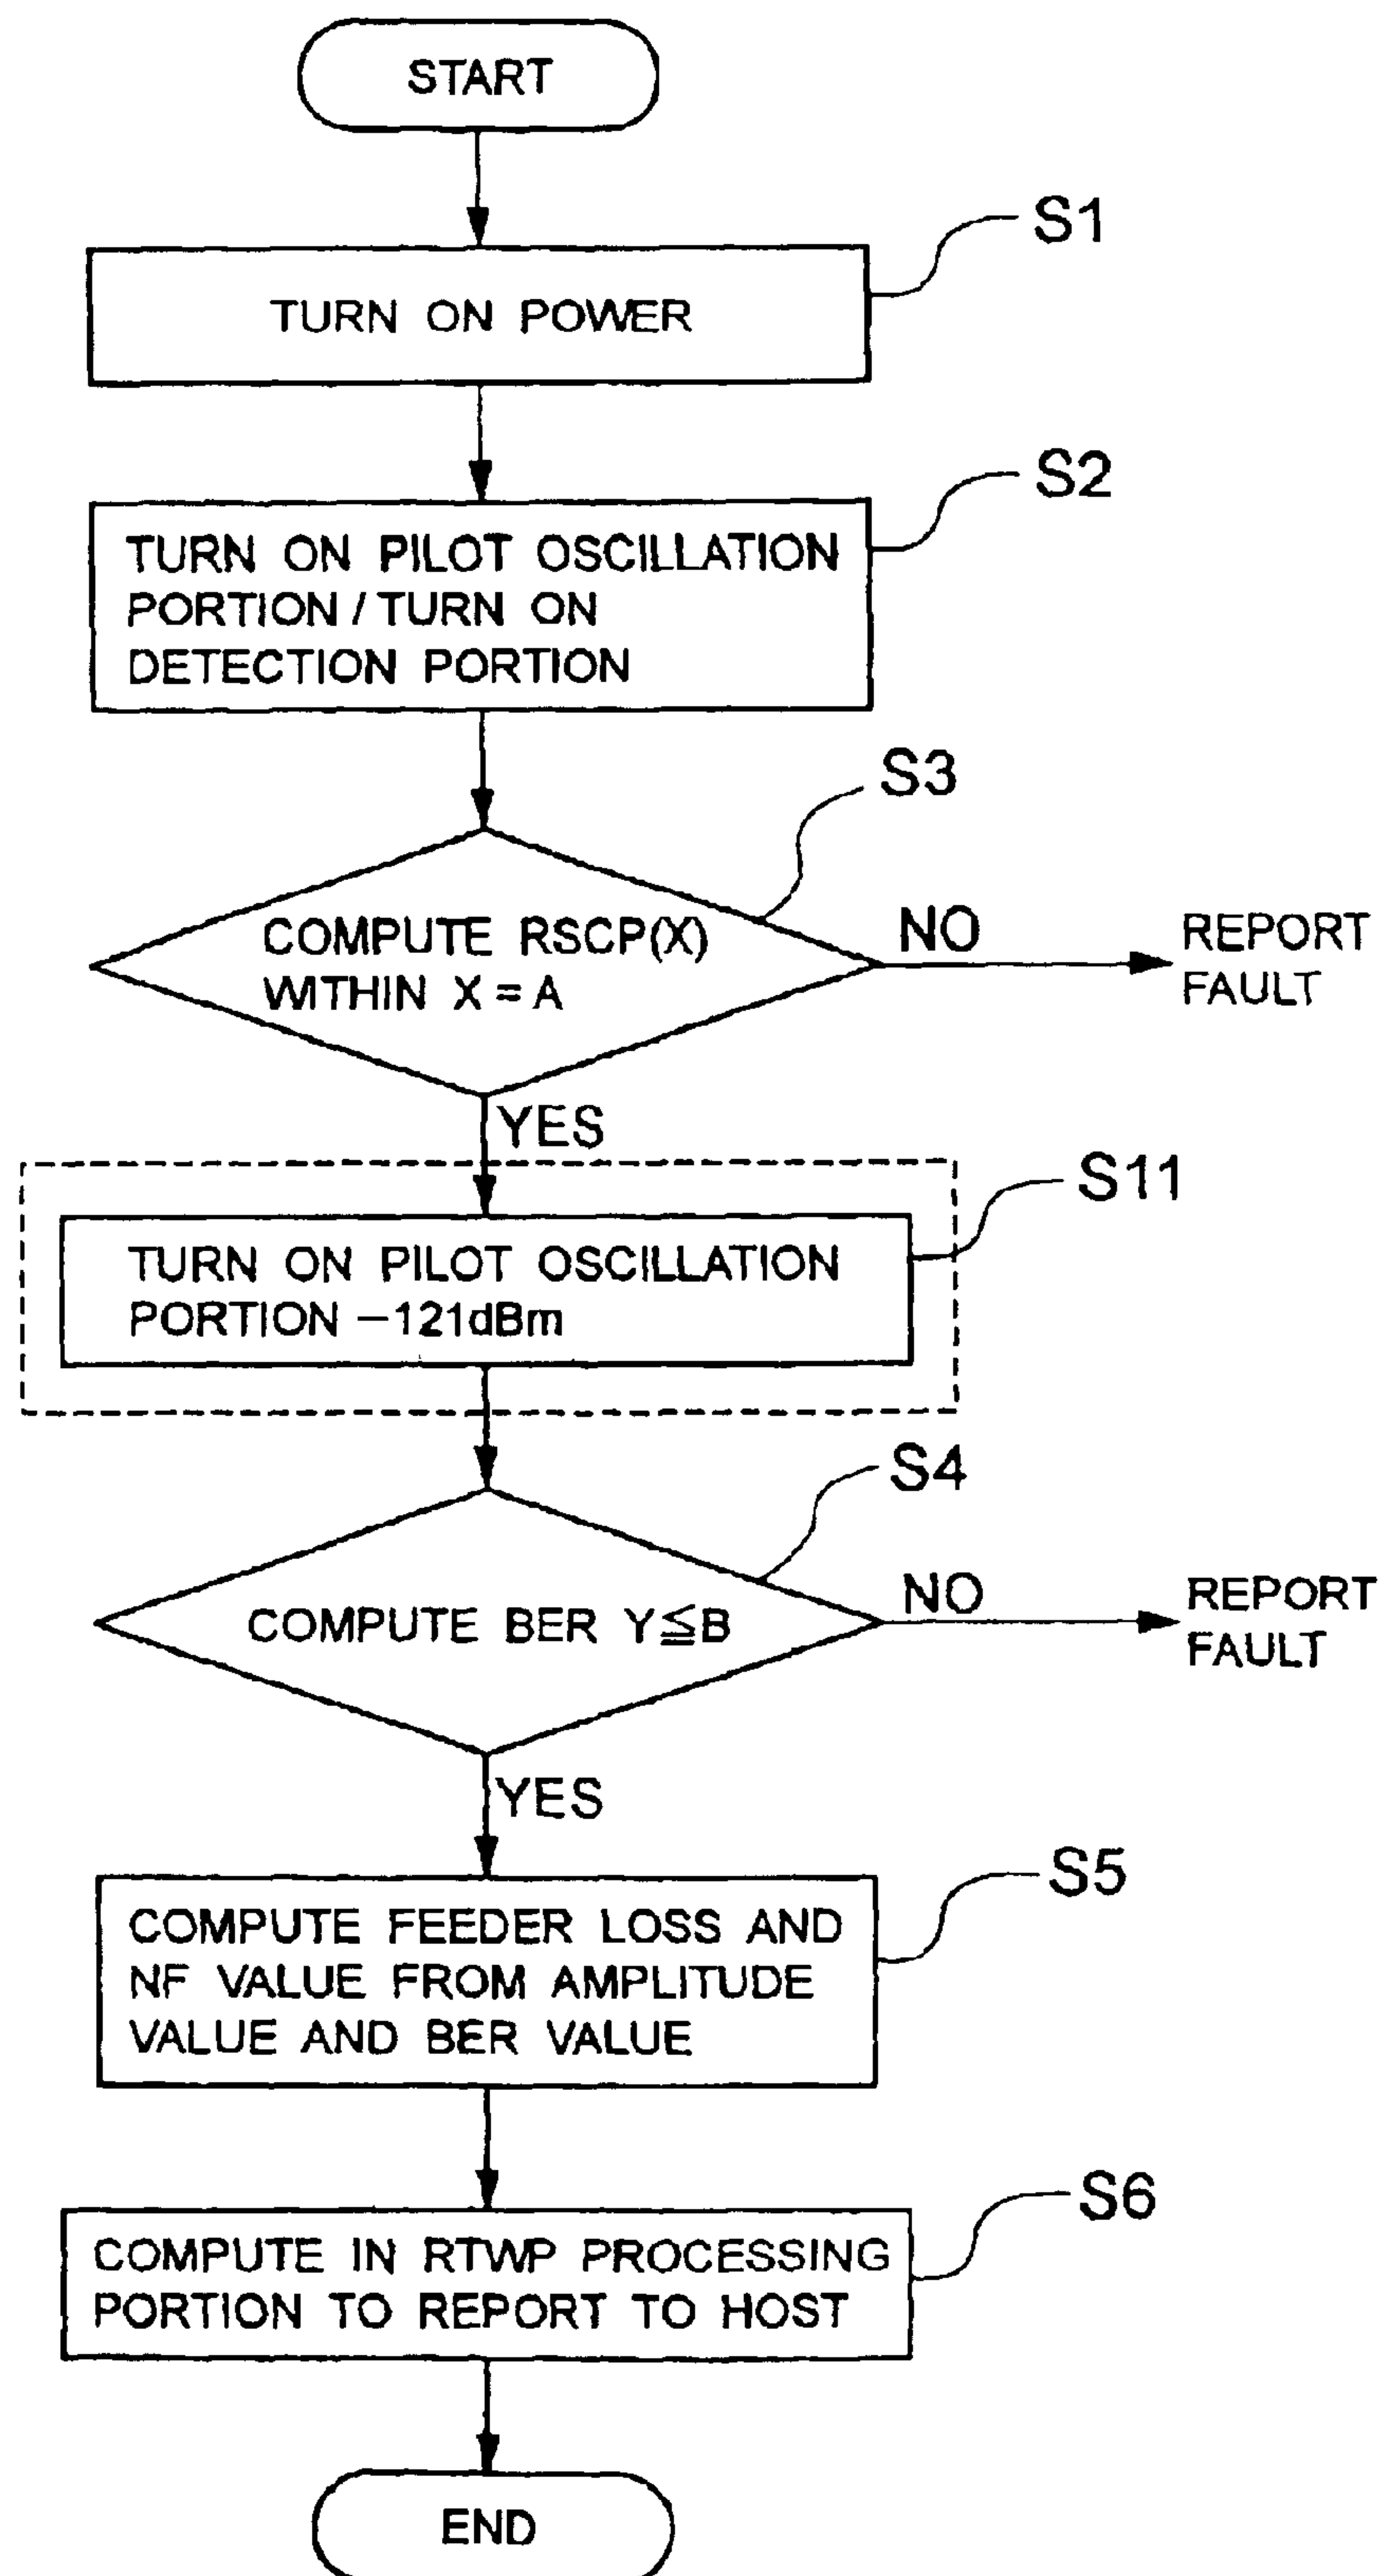 START
S1
TURN ON POWER
S2
TURN ON PILOT OSCILLATION
PORTION / TURN ON
DETECTION PORTION
S3
COMPUTE RSCP(X)
WITHIN X = A
NO
REPORT
FAULT
YES
S11
TURN ON PILOT OSCILLATION
PORTION −121dBm
S4
COMPUTE BER Y≦B
NO
REPORT
FAULT
YES
S5
COMPUTE FEEDER LOSS AND
NF VALUE FROM AMPLITUDE
VALUE AND BER VALUE
S6
COMPUTE IN RTWP PROCESSING
PORTION TO REPORT TO HOST
END